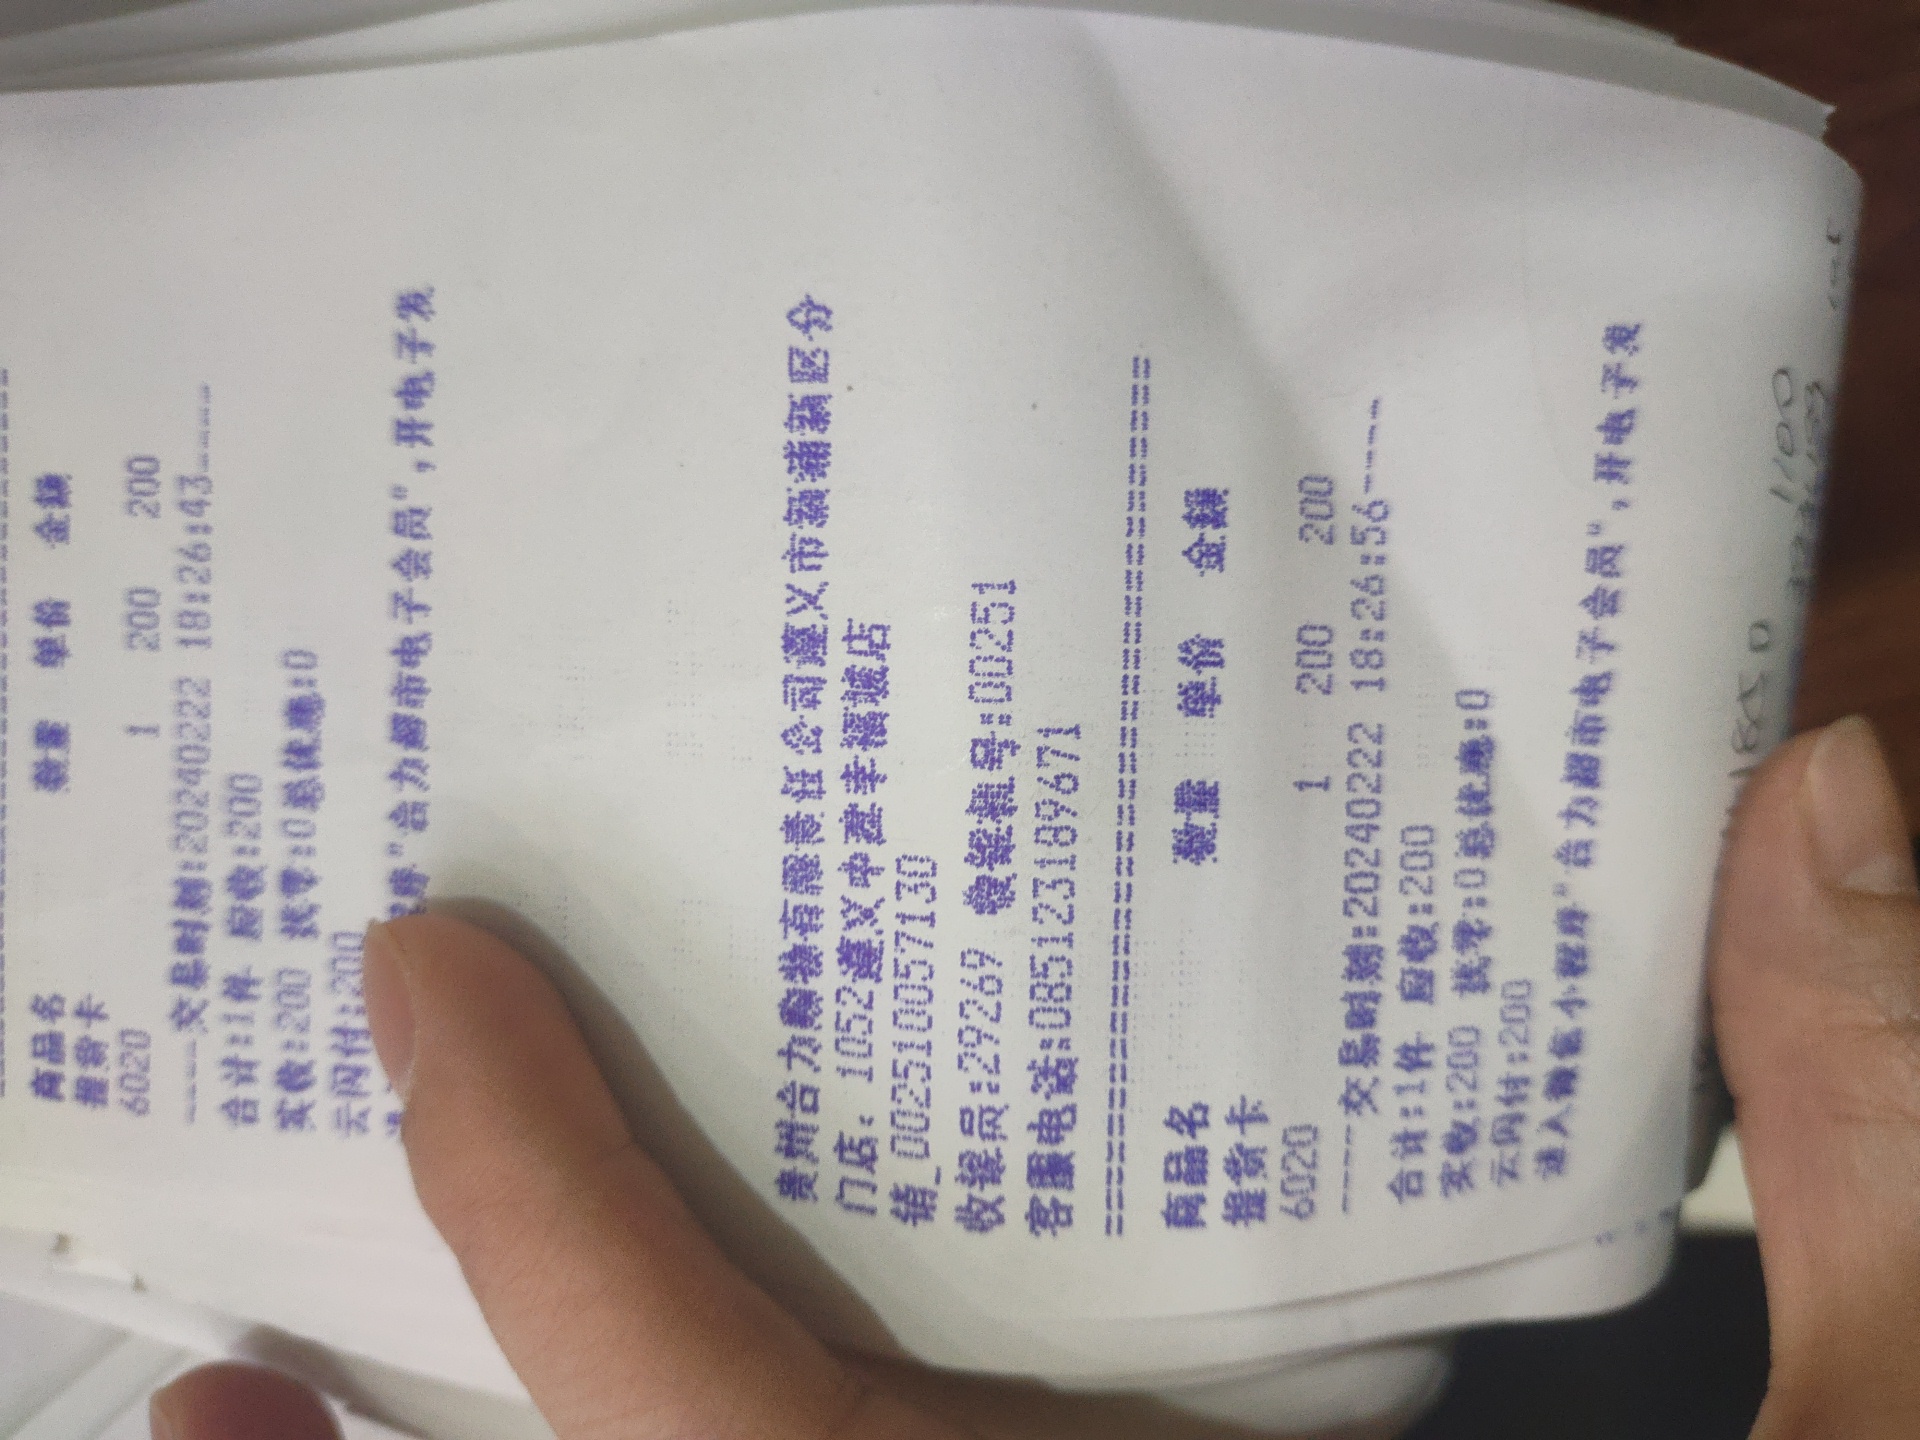 商品名 数量 单价 金额
提货卡
6020 1 200 200
----交易时刻:20240222 18:26:43----
合计:1件 应收:200
实收:200 找零:0总优惠:0
云闪付:200
"合力超市电子会员",开电子发
贵州合力购物有限责任公司遵义市新蒲新区分
门店: 1052遵义中建幸福城店
销_002510057130
收银员:29269 收银机号:00251
客服电话:085123189671
商品名 数量 单价 金额
提货卡
6020 1 200 200
----交易时刻:20240222 18:26:56----
合计:1件 应收:200
实收:200 找零:0总优惠:0
云闪付:200
进入微信小程序"合力超市电子会员",开电子发
1100